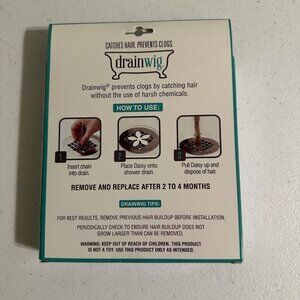 CATCHES HAIR. PREVENTS CLOGS.
drainwig
Drainwig® prevents clogs by catching hair
without the use of harsh chemicals.
HOW TO USE:
1
2
3
Insert chain
into drain.
Place Daisy onto
shower drain.
Pull Daisy up and
dispose of hair.
REMOVE AND REPLACE AFTER 2 TO 4 MONTHS
DRAINWIG TIPS:
FOR BEST RESULTS, REMOVE PREVIOUS HAIR BUILDUP BEFORE INSTALLATION.
PERIODICALLY CHECK TO ENSURE HAIR BUILDUP DOES NOT
GROW LARGER THAN CAN BE REMOVED.
WARNING: KEEP OUT OF REACH OF CHILDREN. THIS PRODUCT
IS NOT A TOY. USE THIS PRODUCT ONLY AS INTENDED.